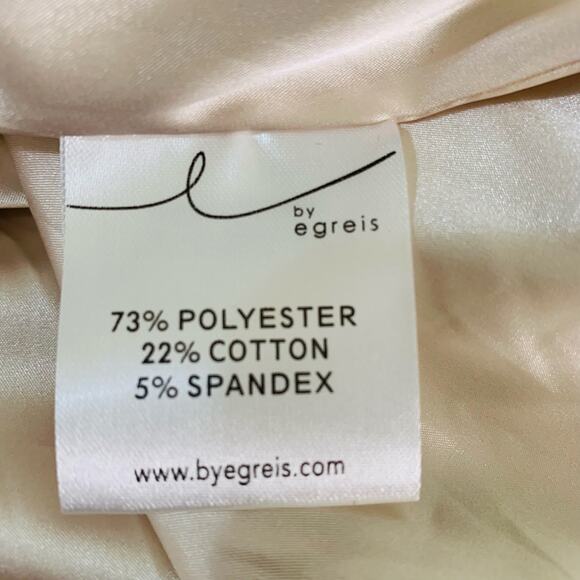 by
egreis
73% POLYESTER
22% COTTON
5% SPANDEX
www.byegreis.com